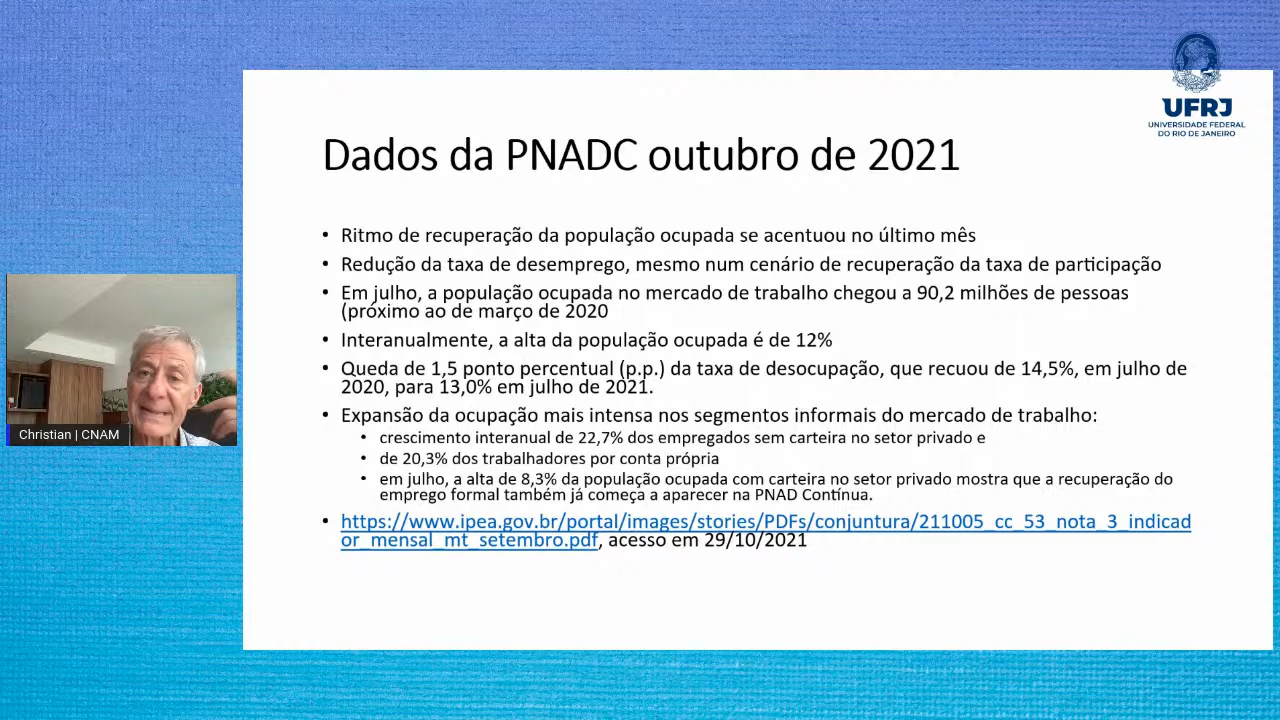 UFRJ
UNIVERSIDADE FEDERAL
DO RIO DE JANEIRO
Dados da PNADC outubro de 2021
• Ritmo de recuperação da população ocupada se acentuou no último mês
• Redução da taxa de desemprego, mesmo num cenário de recuperação da taxa de participação
• Em julho, a população ocupada no mercado de trabalho chegou a 90,2 milhões de pessoas
(próximo ao de março de 2020
• Interanualmente, a alta da população ocupada é de 12%
• Queda de 1,5 ponto percentual (p.p.) da taxa de desocupação, que recuou de 14,5%, em julho de
2020, para 13,0% em julho de 2021.
• Expansão da ocupação mais intensa nos segmentos informais do mercado de trabalho:
• crescimento interanual de 22,7% dos empregados sem carteira no setor privado e
• de 20,3% dos trabalhadores por conta própria
• em julho, a alta de 8,3% da população ocupada com carteira no setor privado mostra que a recuperação do
emprego formal também já começa a aparecer na PNAD Contínua.
• https://www.ipea.gov.br/portal/images/stories/PDFs/conjuntura/211005_cc_53_nota_3_indicad
or_mensal_mt_setembro.pdf, acesso em 29/10/2021
Christian | CNAM